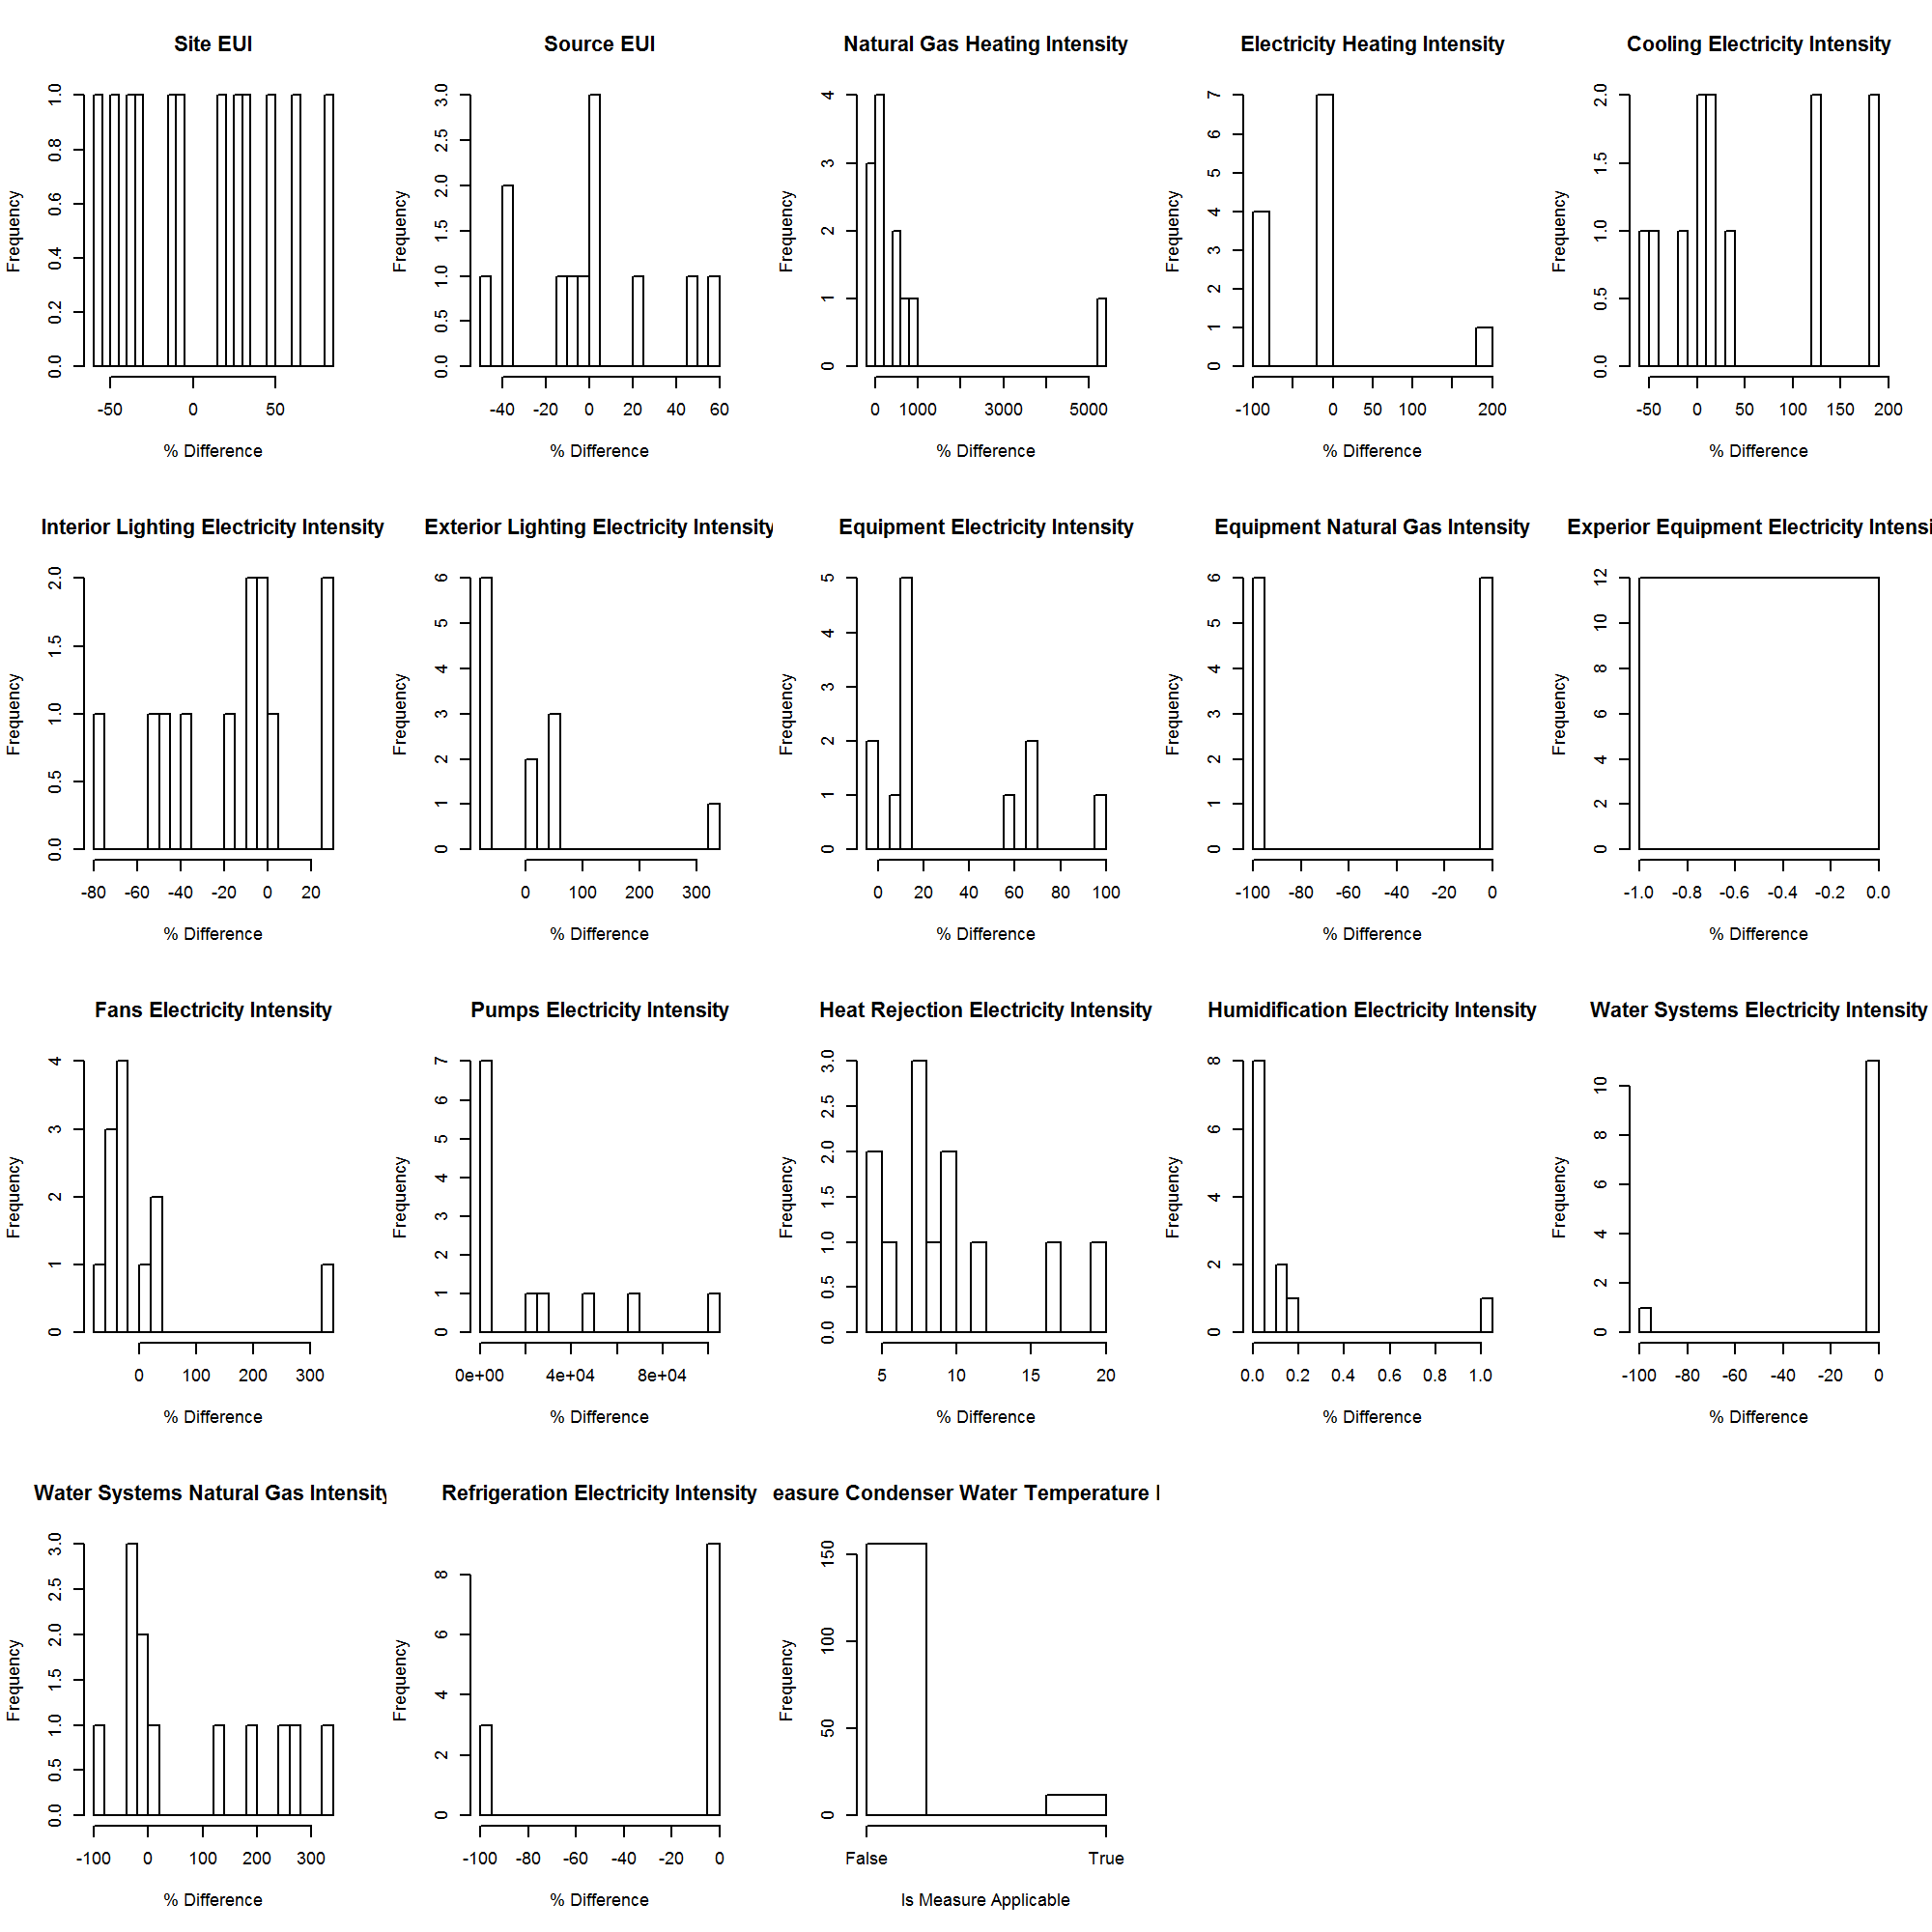 Site EUI
Frequency
0.0 0.2 0.4 0.6 0.8 1.0
-50 0 50
% Difference
Source EUI
Frequency
0.0 0.5 1.0 1.5 2.0 2.5 3.0
-40 -20 0 20 40 60
% Difference
Natural Gas Heating Intensity
Frequency
0 1 2 3 4
0 1000 3000 5000
% Difference
Electricity Heating Intensity
Frequency
0 1 2 3 4 5 6 7
-100 0 50 100 200
% Difference
Cooling Electricity Intensity
Frequency
0.0 0.5 1.0 1.5 2.0
-50 0 50 100 150 200
% Difference
Interior Lighting Electricity Intensity
Frequency
0.0 0.5 1.0 1.5 2.0
-80 -60 -40 -20 0 20
% Difference
Exterior Lighting Electricity Intensity
Frequency
0 1 2 3 4 5 6
0 100 200 300
% Difference
Equipment Electricity Intensity
Frequency
0 1 2 3 4 5
0 20 40 60 80 100
% Difference
Equipment Natural Gas Intensity
Frequency
0 1 2 3 4 5 6
-100 -80 -60 -40 -20 0
% Difference
Experior Equipment Electricity Intensi
Frequency
0 2 4 6 8 10 12
-1.0 -0.8 -0.6 -0.4 -0.2 0.0
% Difference
Fans Electricity Intensity
Frequency
0 1 2 3 4
0 100 200 300
% Difference
Pumps Electricity Intensity
Frequency
0 1 2 3 4 5 6 7
0e+00 4e+04 8e+04
% Difference
Heat Rejection Electricity Intensity
Frequency
0.0 0.5 1.0 1.5 2.0 2.5 3.0
5 10 15 20
% Difference
Humidification Electricity Intensity
Frequency
0 2 4 6 8
0.0 0.2 0.4 0.6 0.8 1.0
% Difference
Water Systems Electricity Intensity
Frequency
0 2 4 6 8 10
-100 -80 -60 -40 -20 0
% Difference
Water Systems Natural Gas Intensity
Frequency
0.0 0.5 1.0 1.5 2.0 2.5 3.0
-100 0 100 200 300
% Difference
Refrigeration Electricity Intensity
Frequency
0 2 4 6 8
-100 -80 -60 -40 -20 0
% Difference
easure Condenser Water Temperature
Frequency
0 50 100 150
False True
Is Measure Applicable